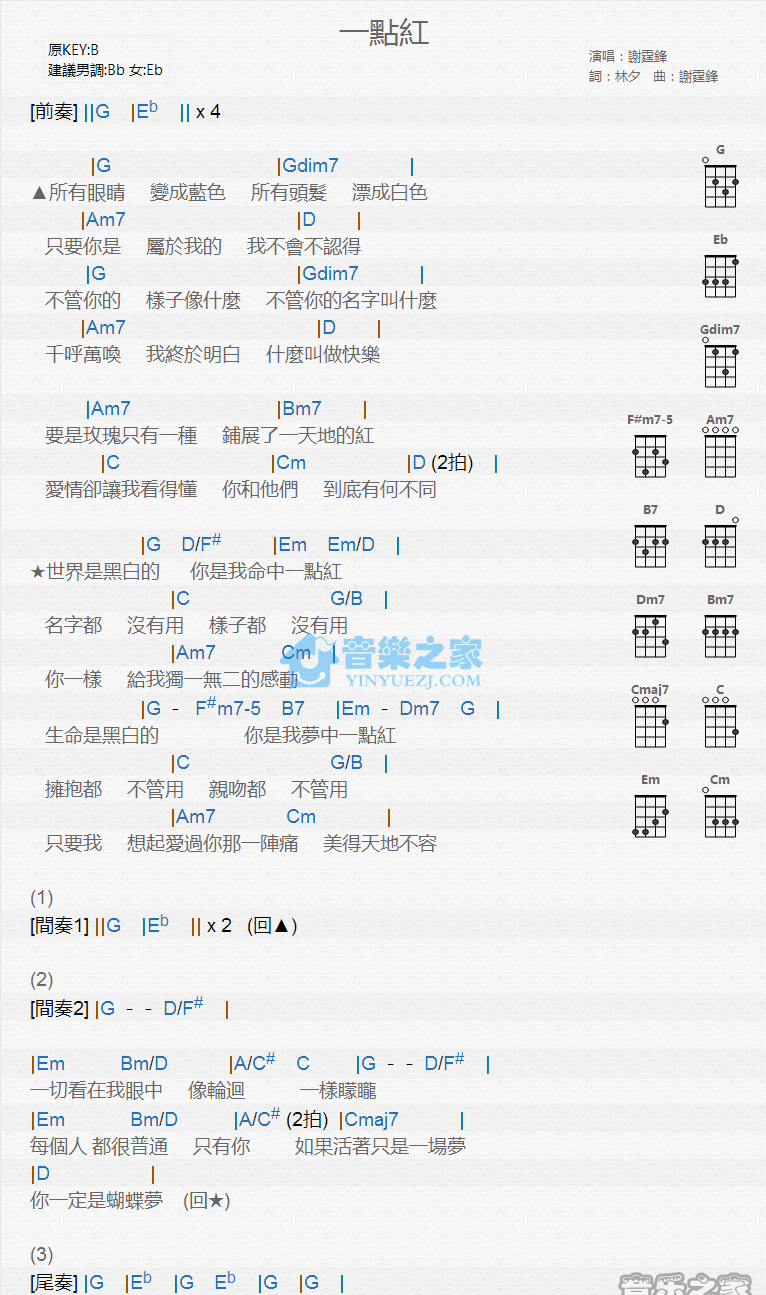 一點紅
原KEY:B
建議男調:Bb 女:Eb
演唱：謝霆鋒
詞：林夕 曲：謝霆鋒
[前奏] ||G |Eb || x 4
|G |Gdim7 |
▲所有眼睛 變成藍色 所有頭髮 漂成白色
|Am7 |D |
只要你是 屬於我的 我不會不認得
|G |Gdim7 |
不管你的 樣子像什麼 不管你的名字叫什麼
|Am7 |D |
千呼萬喚 我終於明白 什麼叫做快樂
|Am7 |Bm7 |
要是玫瑰只有一種 鋪展了一天地的紅
|C |Cm |D (2拍) |
愛情卻讓我看得懂 你和他們 到底有何不同
|G D/F# |Em Em/D |
★世界是黑白的 你是我命中一點紅
|C G/B |
名字都 沒有用 樣子都 沒有用
|Am7 Cm |
你一樣 給我獨一無二的感動
|G - F#m7-5 B7 |Em - Dm7 G |
生命是黑白的 你是我夢中一點紅
|C G/B |
擁抱都 不管用 親吻都 不管用
|Am7 Cm |
只要我 想起愛過你那一陣痛 美得天地不容
(1)
[間奏1] ||G |Eb || x 2 (回▲)
(2)
[間奏2] |G - - D/F# |
|Em Bm/D |A/C# C |G - - D/F# |
一切看在我眼中 像輪迴 一樣矇矓
|Em Bm/D |A/C# (2拍) |Cmaj7 |
每個人 都很普通 只有你 如果活著只是一場夢
|D |
你一定是蝴蝶夢 (回★)
(3)
[尾奏] |G |Eb |G Eb |G |G |
G
Eb
Gdim7
F#m7-5 Am7
B7 D
Dm7 Bm7
Cmaj7 C
Em Cm
音樂之家
YINYUEZJ.COM
音乐之家